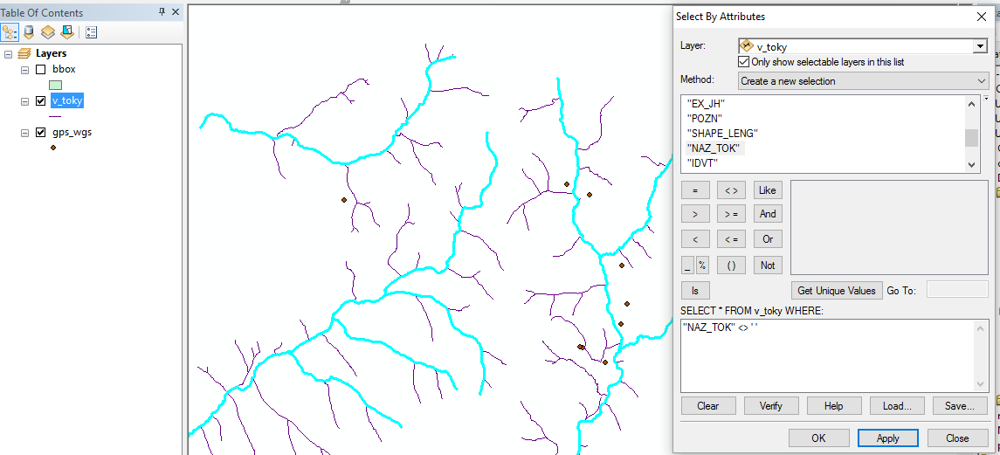 Table Of Contents
Layers
bbox
v_toky
gps_wgs
Select By Attributes
Layer:
v_toky
Only show selectable layers in this list
Method:
Create a new selection
"EX_JH"
"POZN"
"SHAPE_LENG"
"NAZ_TOK"
"IDVT"
= < > Like
> > = And
< < = Or
_ % ( ) Not
Is Get Unique Values Go To:
SELECT * FROM v_toky WHERE:
"NAZ_TOK" <> ' '
Clear Verify Help Load... Save...
OK Apply Close